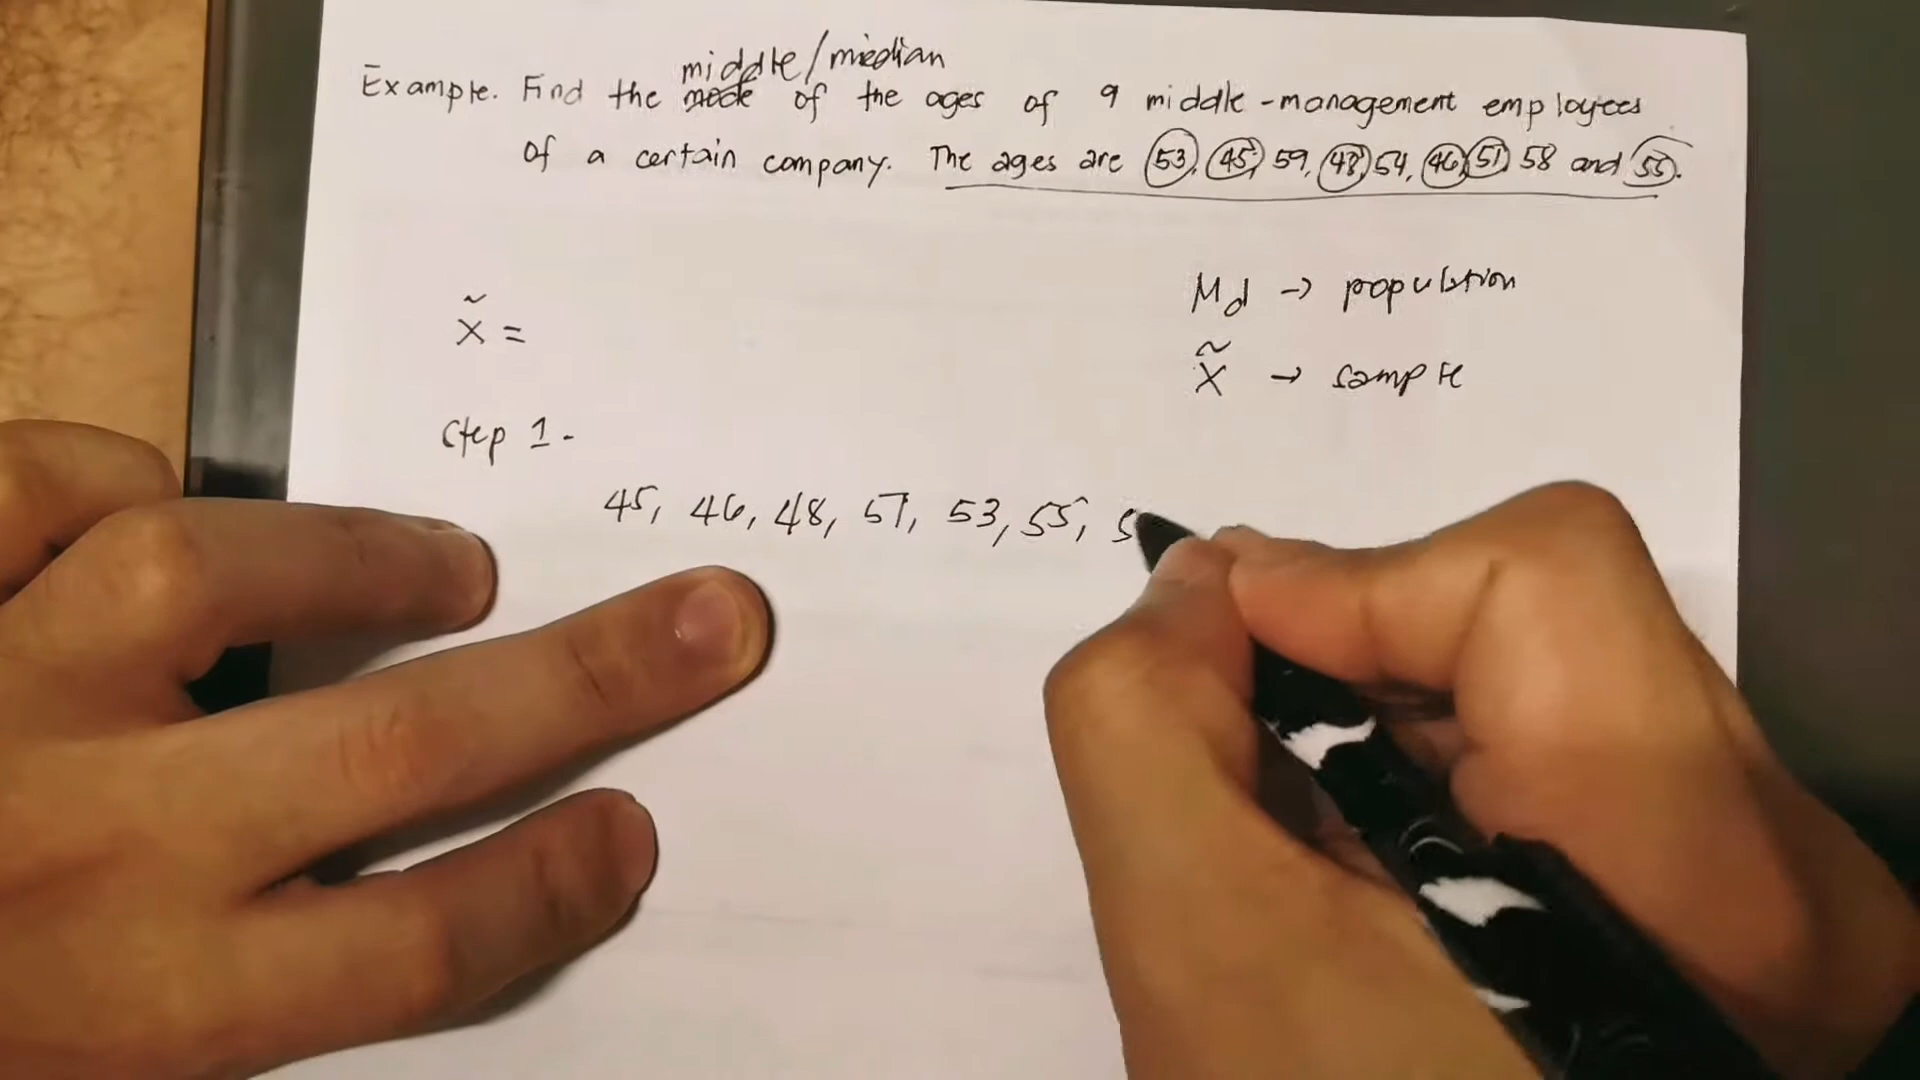 middle/median
Example. Find the mode of the ages of 9 middle-management employees
of a certain company. The ages are 53, 45, 59, 48, 54, 46, 51, 58 and 55.
Md → population
x̃ =
x̃ → sample
Step 1-
45, 46, 48, 51, 53, 55, 5